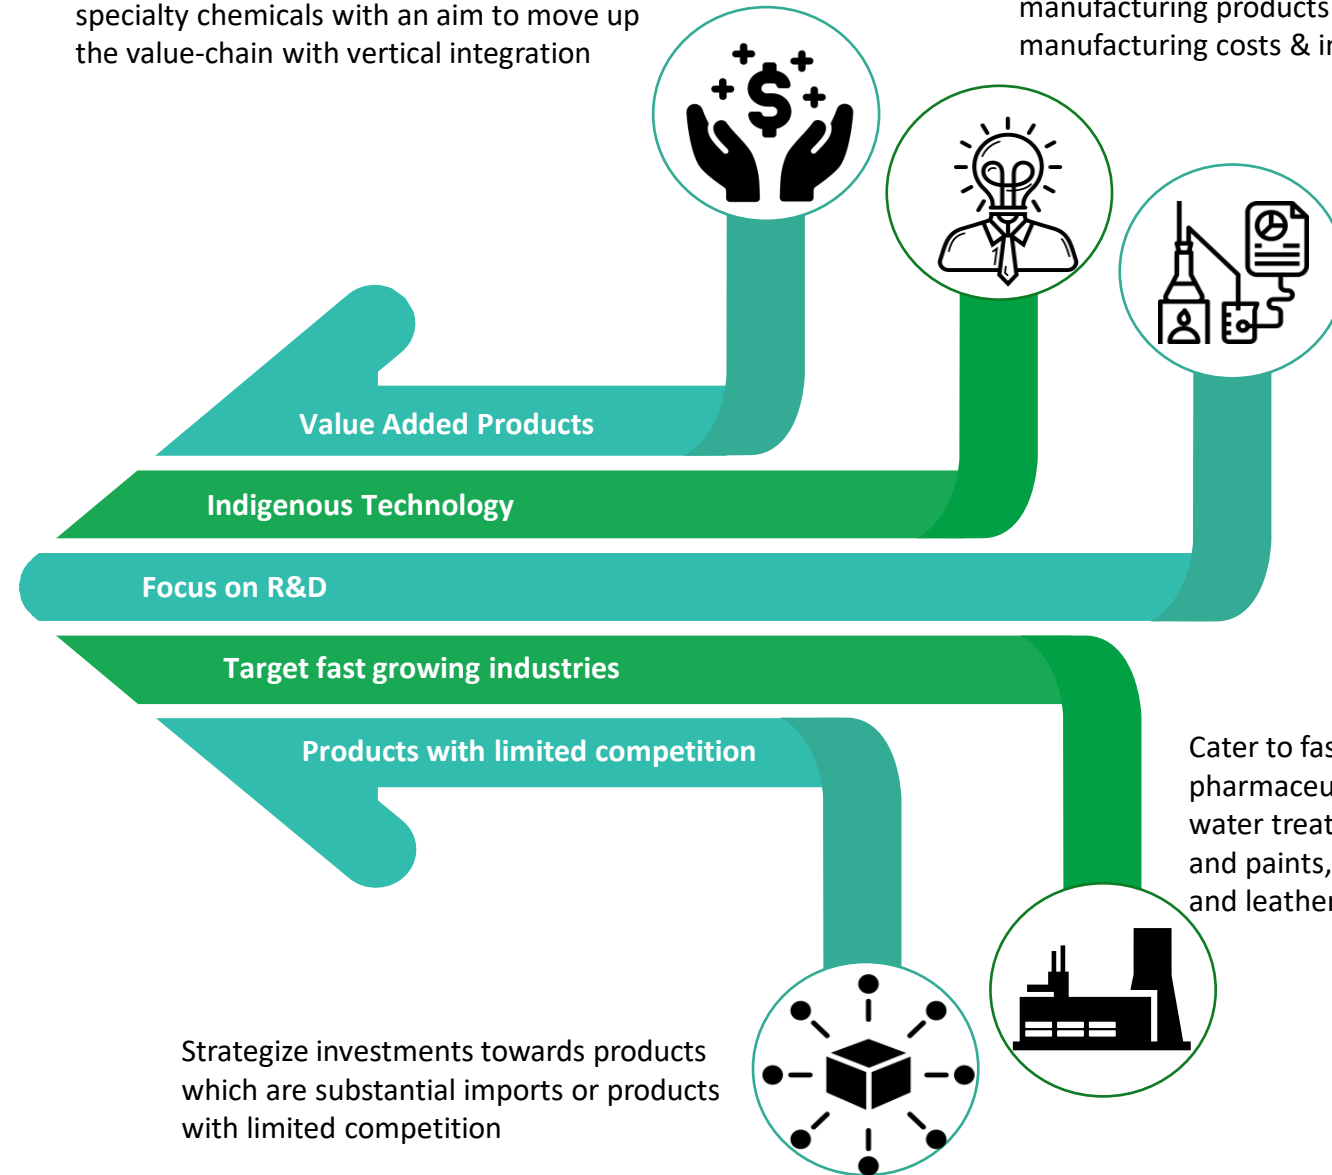 specialty chemicals with an aim to move up
the value-chain with vertical integration
manufacturing products
manufacturing costs &
Value Added Products
Indigenous Technology
Focus on R&D
Target fast growing industries
Products with limited competition
Cater to
water
and paints,
and leather
Strategize investments towards products
which are substantial imports or products
with limited competition